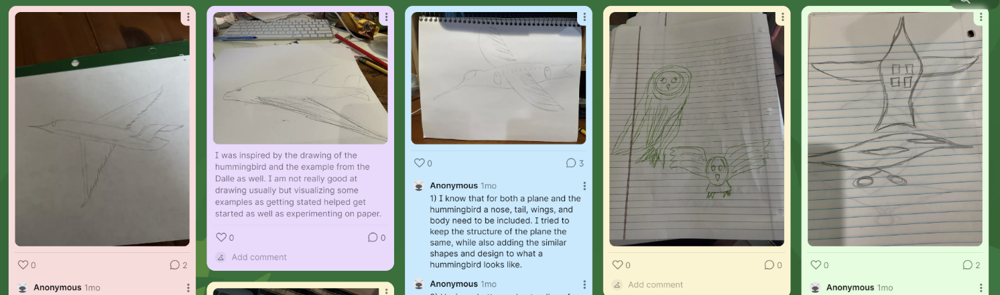 0
2
Anonymous 1mo
I was inspired by the drawing of the
hummingbird and the example from the
Dalle as well. I am not really good at
drawing usually but visualizing some
examples as getting stated helped get
started as well as experimenting on paper.
0
0
Add comment
0
3
Anonymous 1mo
1) I know that for both a plane and the
hummingbird a nose, tail, wings, and
body need to be included. I tried to
keep the structure of the plane the
same, while also adding the similar
shapes and design to what a
hummingbird looks like.
Anonymous 1mo
0
0
Add comment
0
2
Anonymous 1mo